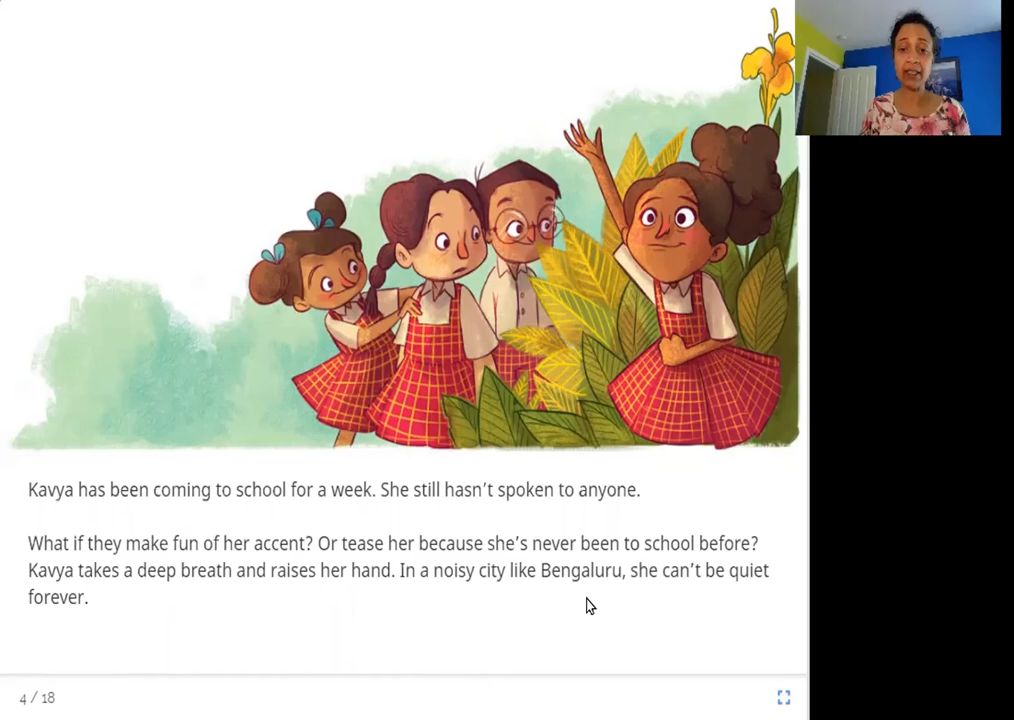 Kavya has been coming to school for a week. She still hasn't spoken to anyone.
What if they make fun of her accent? Or tease her because she's never been to school before?
Kavya takes a deep breath and raises her hand. In a noisy city like Bengaluru, she can't be quiet
forever.
4 / 18